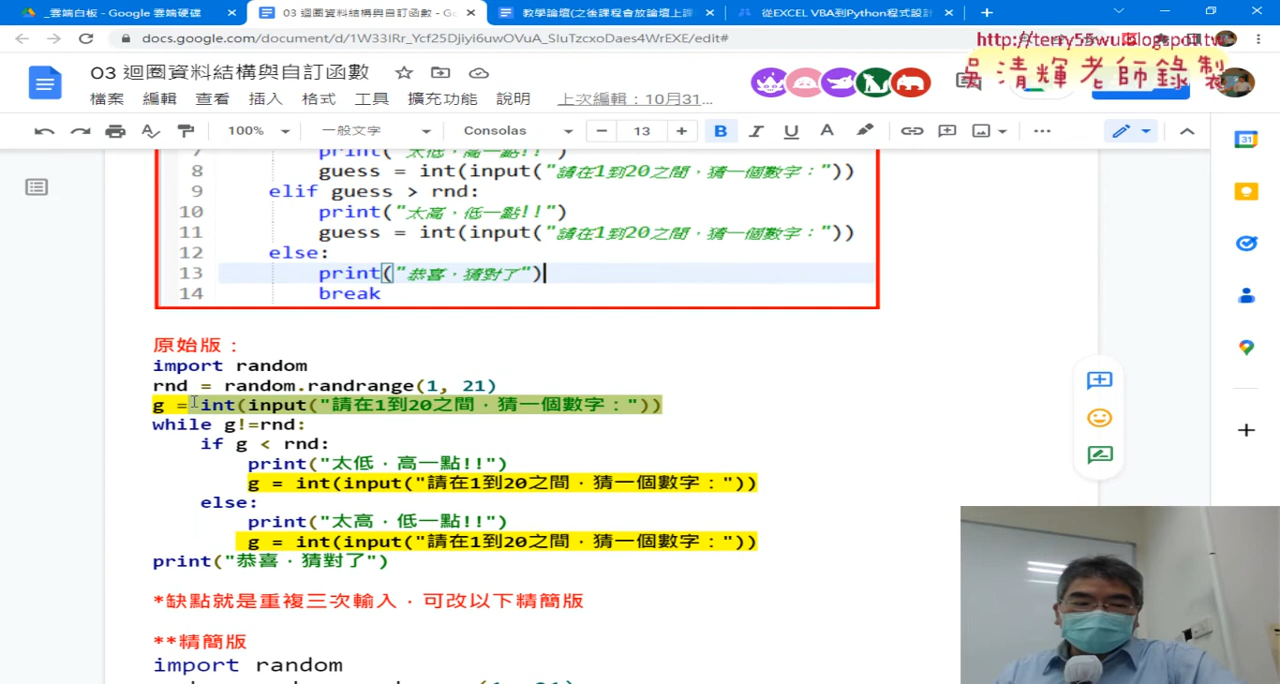 _雲端白板 - Google 雲端硬碟
03 迴圈資料結構與自訂函數 - Go
教學論壇(之後課程會放論壇上課
從EXCEL VBA到Python程式設計
docs.google.com/document/d/1W33IRr_Ycf25Djiyi6uwOVuA_SIuTzcxoDaes4WrEXE/edit#
http://terry55wu.blogspot.tw
吳清輝老師錄製
03 迴圈資料結構與自訂函數
檔案 編輯 查看 插入 格式 工具 擴充功能 說明 上次編輯：10月31...
100% 一般文字 Consolas 13 B I U A
7 print("太低，高一點!!")
8 guess = int(input("請在1到20之間，猜一個數字："))
9 elif guess > rnd:
10 print("太高，低一點!!")
11 guess = int(input("請在1到20之間，猜一個數字："))
12 else:
13 print("恭喜，猜對了")
14 break
原始版：
import random
rnd = random.randrange(1, 21)
g = int(input("請在1到20之間，猜一個數字："))
while g!=rnd:
if g < rnd:
print("太低，高一點!!")
g = int(input("請在1到20之間，猜一個數字："))
else:
print("太高，低一點!!")
g = int(input("請在1到20之間，猜一個數字："))
print("恭喜，猜對了")
*缺點就是重複三次輸入，可改以下精簡版
**精簡版
import random
31